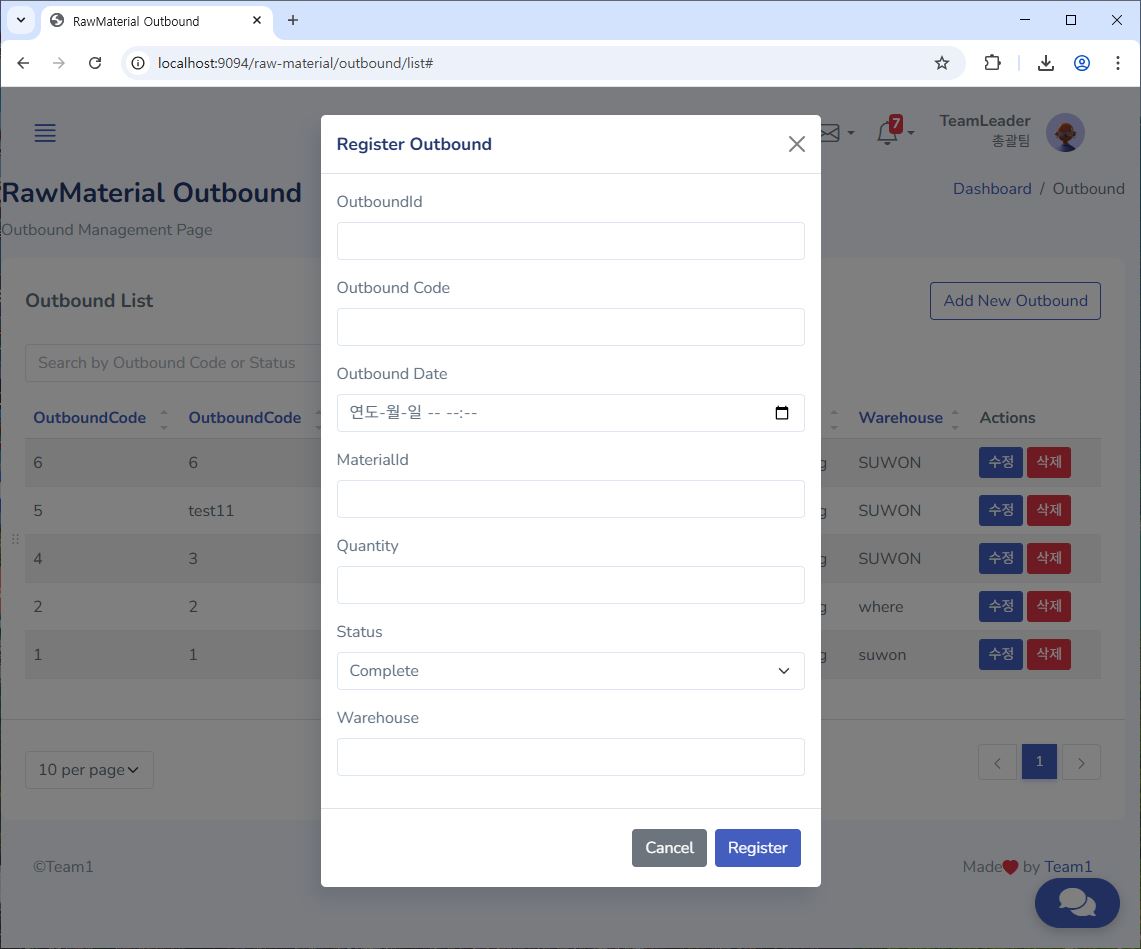 RawMaterial Outbound
localhost:9094/raw-material/outbound/list#
7
TeamLeader
총괄팀
RawMaterial Outbound
Dashboard / Outbound
Outbound Management Page
Outbound List
Add New Outbound
Search by Outbound Code or Status
OutboundCode OutboundCode Warehouse Actions
6 6 g SUWON 수정 삭제
5 test11 g SUWON 수정 삭제
4 3 g SUWON 수정 삭제
2 2 g where 수정 삭제
1 1 g suwon 수정 삭제
10 per page
1
©Team1
Made by Team1
Register Outbound
OutboundId
Outbound Code
Outbound Date
연도-월-일 -- --:--
MaterialId
Quantity
Status
Complete
Warehouse
Cancel Register